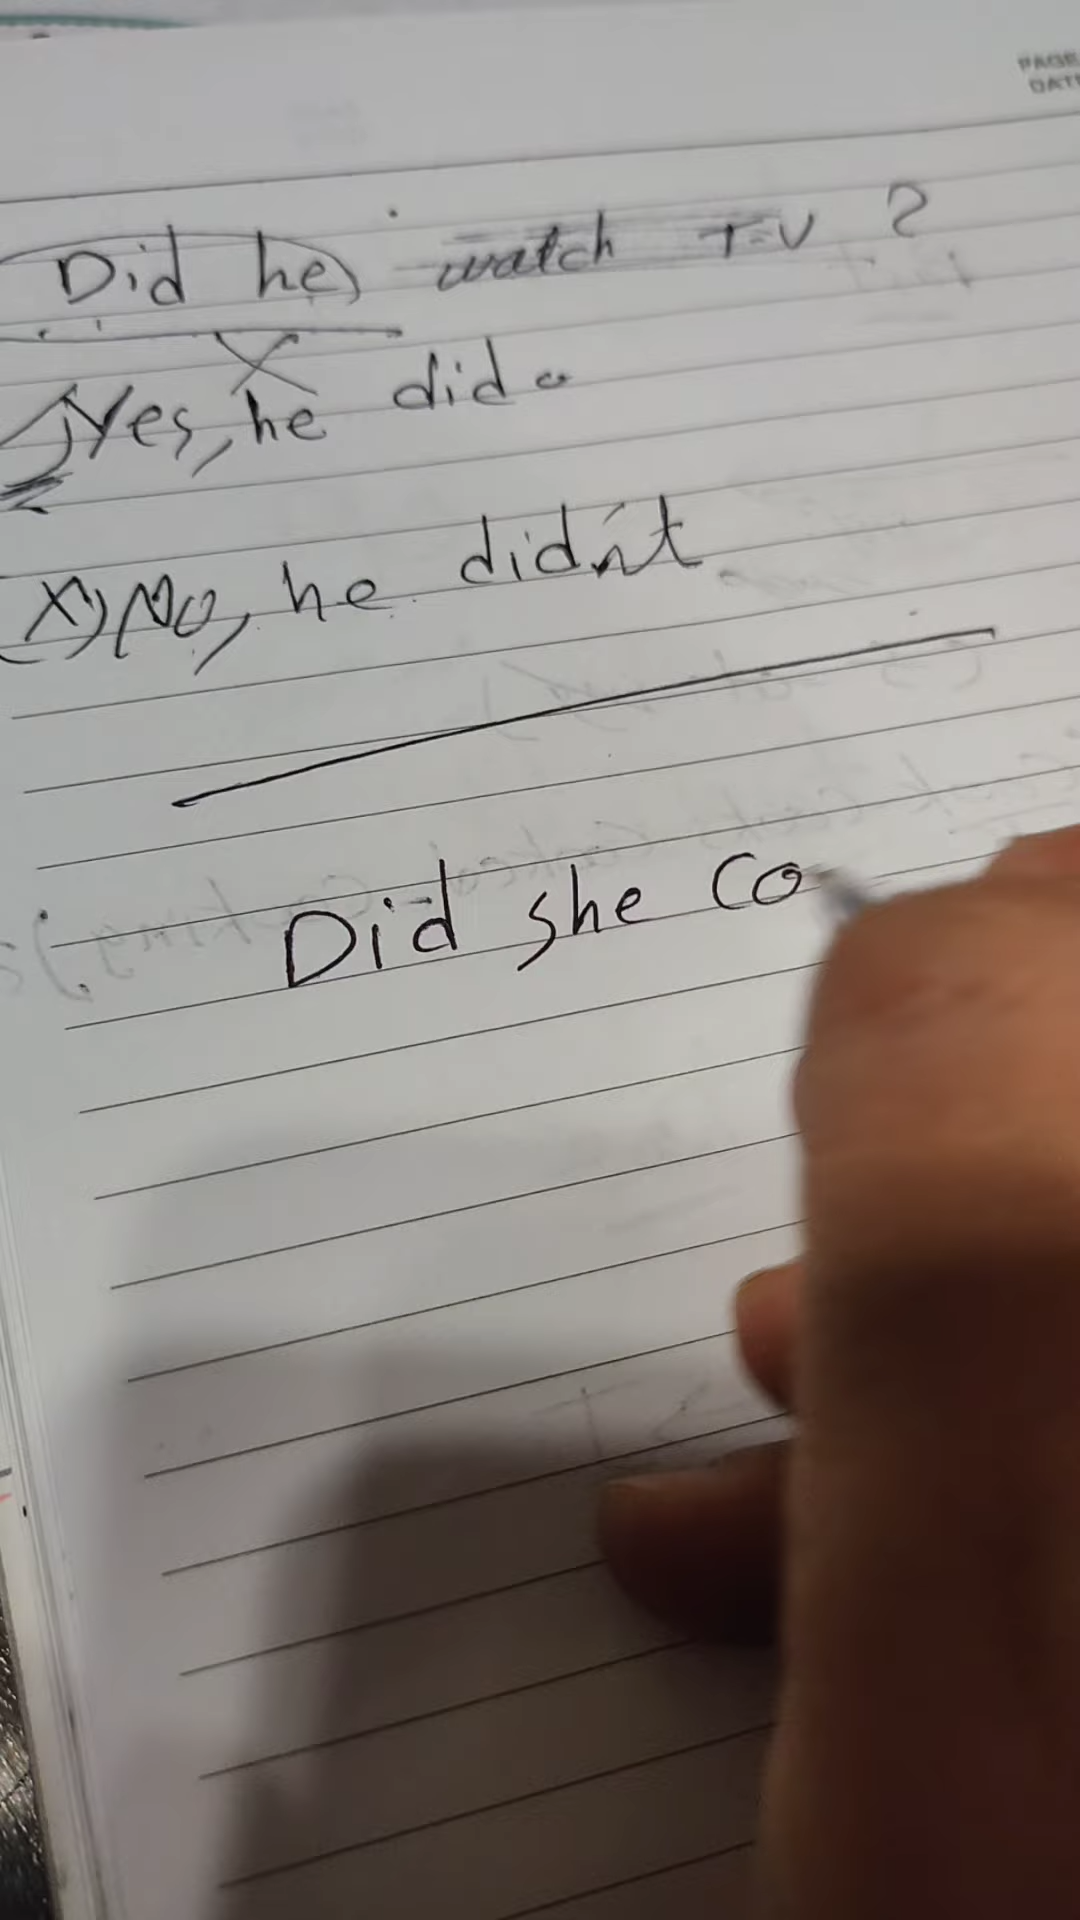 PAGE
DATE
Did he watch T.V ?
Yes, he did.
X) No, he didn't.
Did she Co